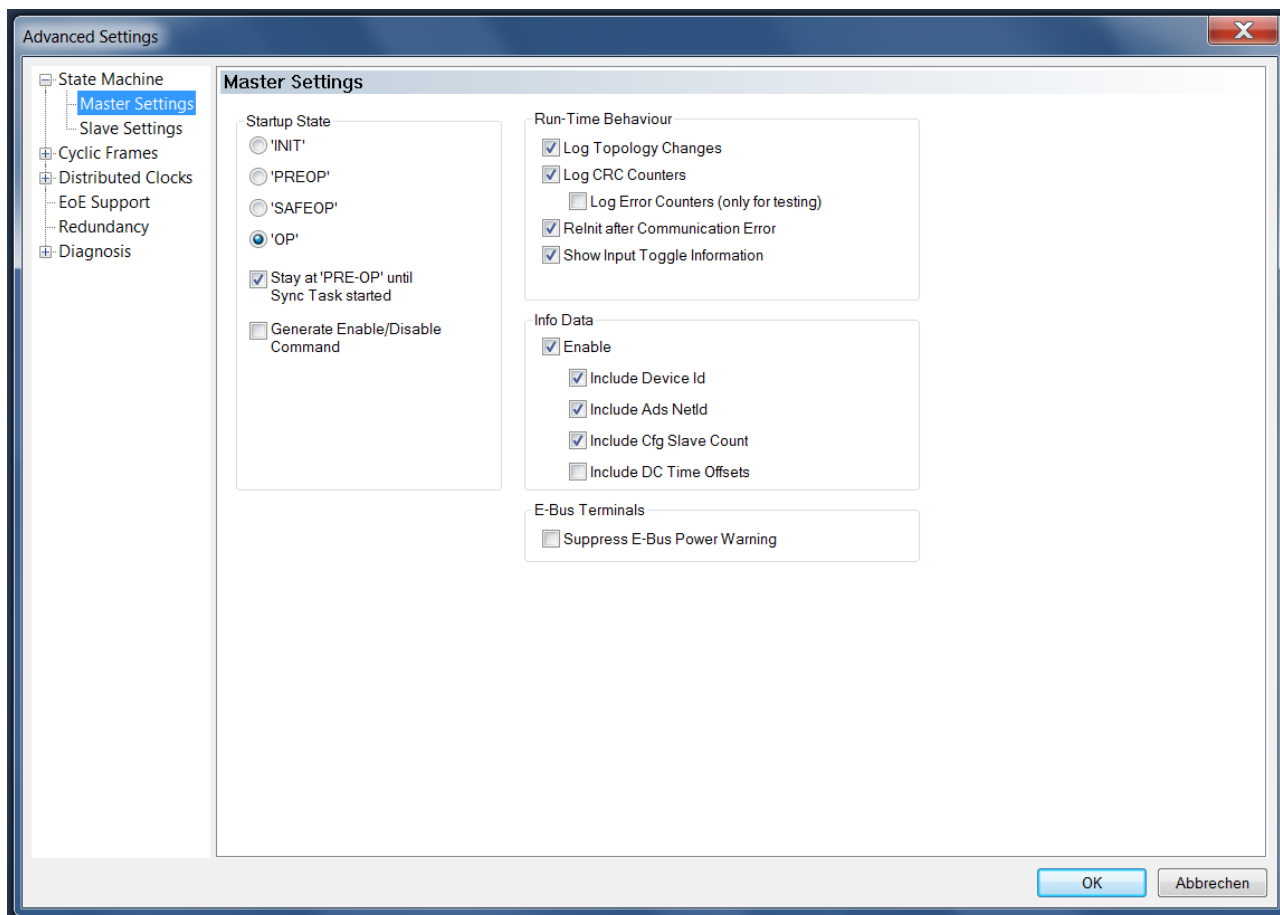 Advanced Settings
State Machine
Master Settings
Slave Settings
Cyclic Frames
Distributed Clocks
EoE Support
Redundancy
Diagnosis
Master Settings
Startup State
'INIT'
'PREOP'
'SAFEOP'
'OP'
Stay at 'PRE-OP' until
Sync Task started
Generate Enable/Disable
Command
Run-Time Behaviour
Log Topology Changes
Log CRC Counters
Log Error Counters (only for testing)
ReInit after Communication Error
Show Input Toggle Information
Info Data
Enable
Include Device Id
Include Ads NetId
Include Cfg Slave Count
Include DC Time Offsets
E-Bus Terminals
Suppress E-Bus Power Warning
OK
Abbrechen